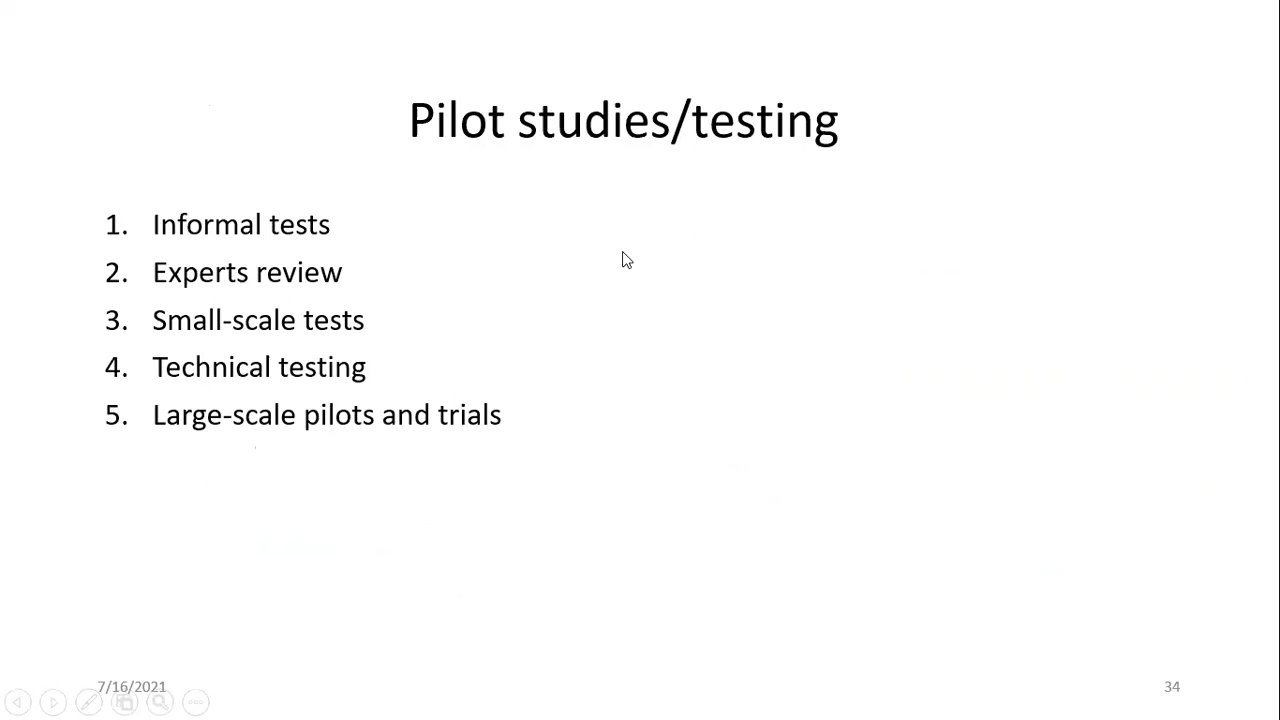 Pilot studies/testing
1. Informal tests
2. Experts review
3. Small-scale tests
4. Technical testing
5. Large-scale pilots and trials
7/16/2021
34